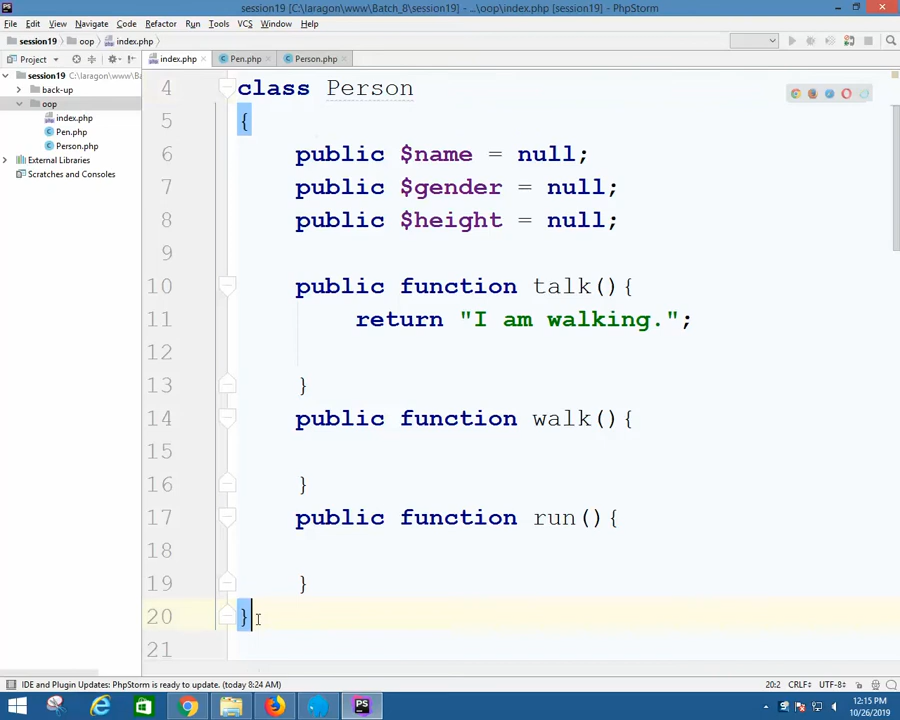 session19 [C:\laragon\www\Batch_8\session19] - ...\oop\index.php [session19] - PhpStorm
File Edit View Navigate Code Refactor Run Tools VCS Window Help
session19 oop index.php
Project index.php Pen.php Person.php
session19 C:\laragon\www\Ba
back-up
oop
index.php
Pen.php
Person.php
External Libraries
Scratches and Consoles
4 class Person
5 {
6 public $name = null;
7 public $gender = null;
8 public $height = null;
9
10 public function talk(){
11 return "I am walking.";
12
13 }
14 public function walk(){
15
16 }
17 public function run(){
18
19 }
20 }
21
IDE and Plugin Updates: PhpStorm is ready to update. (today 8:24 AM) 20:2 CRLF UTF-8
12:15 PM
10/26/2019